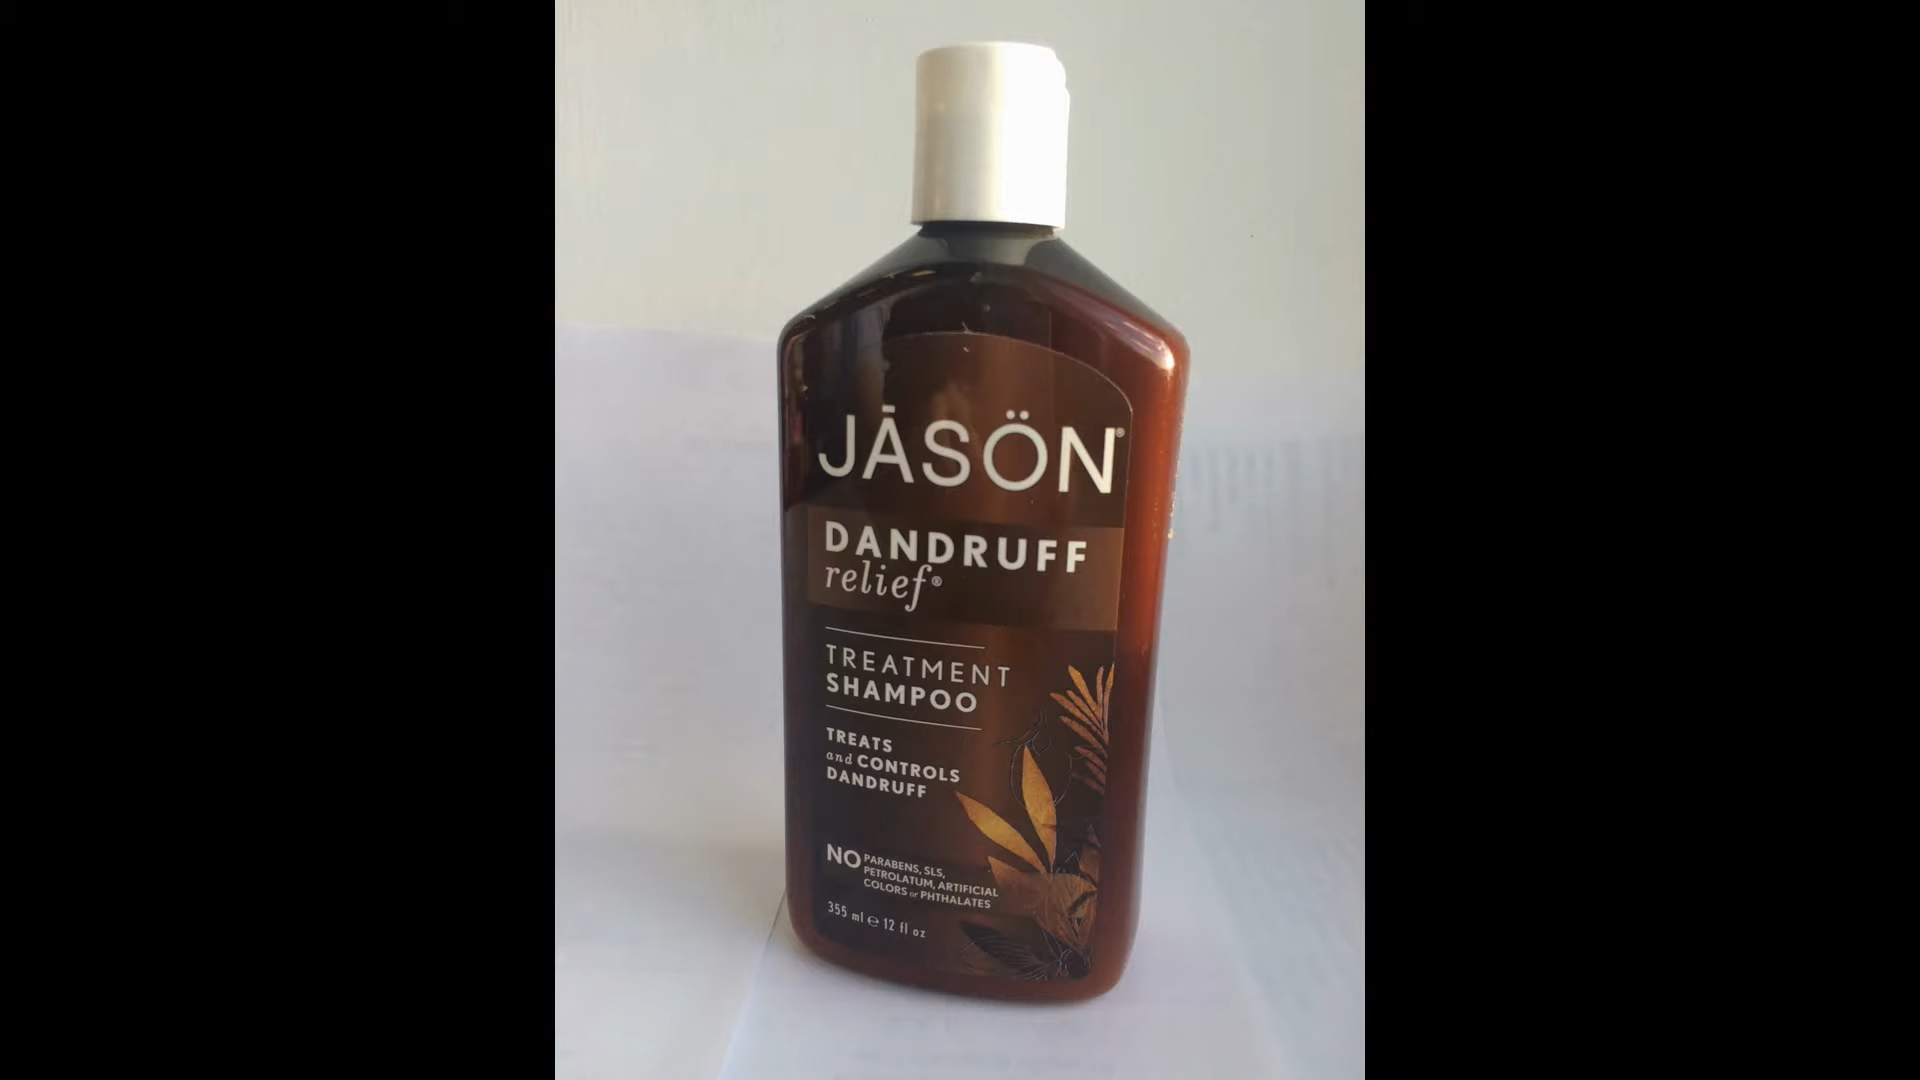 JĀSÖN®
DANDRUFF
relief®
TREATMENT
SHAMPOO
TREATS
and CONTROLS
DANDRUFF
NO PARABENS, SLS,
PETROLATUM, ARTIFICIAL
COLORS or PHTHALATES
355 ml ℮ 12 fl oz